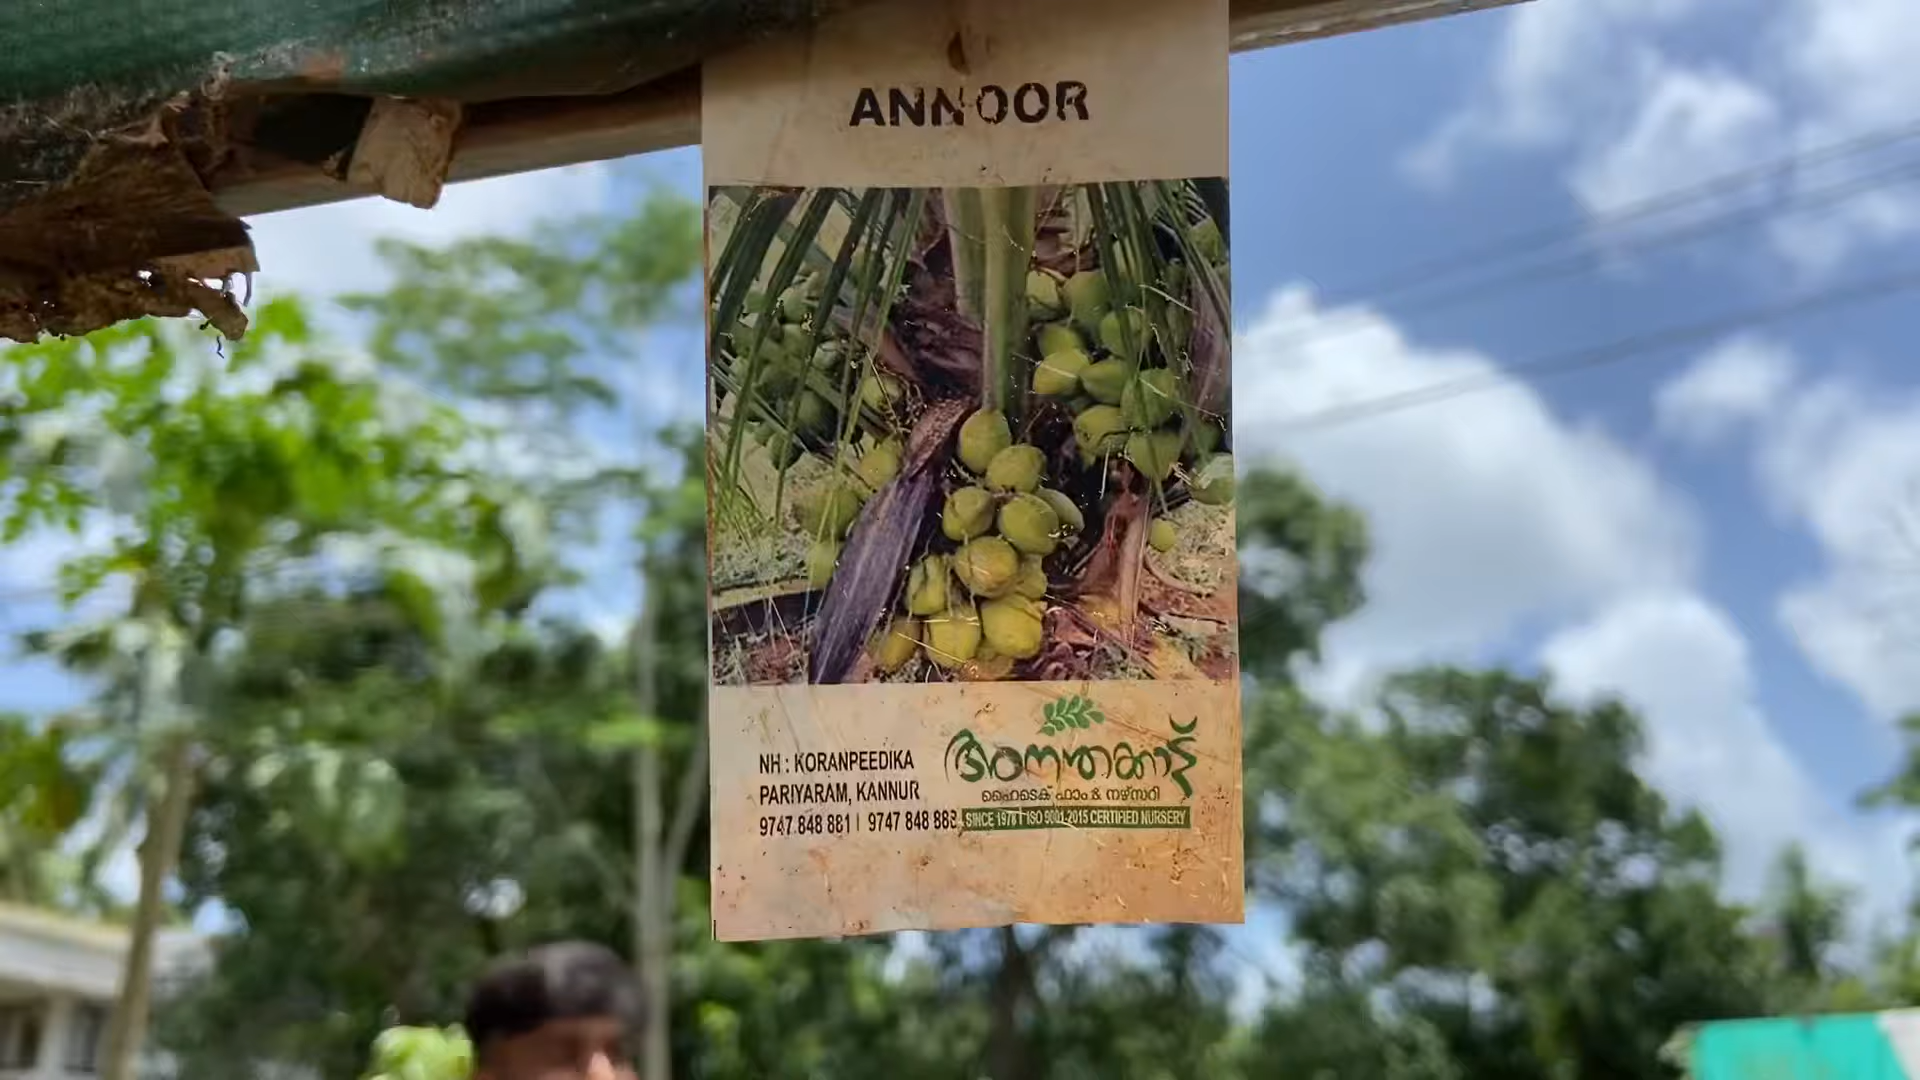 ANNOOR
NH : KORANPEEDIKA
PARIYARAM, KANNUR
9747 848 881 | 9747 848 883
അനന്തക്കാട്ട്
ഹൈടെക് ഫാം & നഴ്സറി
SINCE 1978 | ISO 9001-2015 CERTIFIED NURSERY